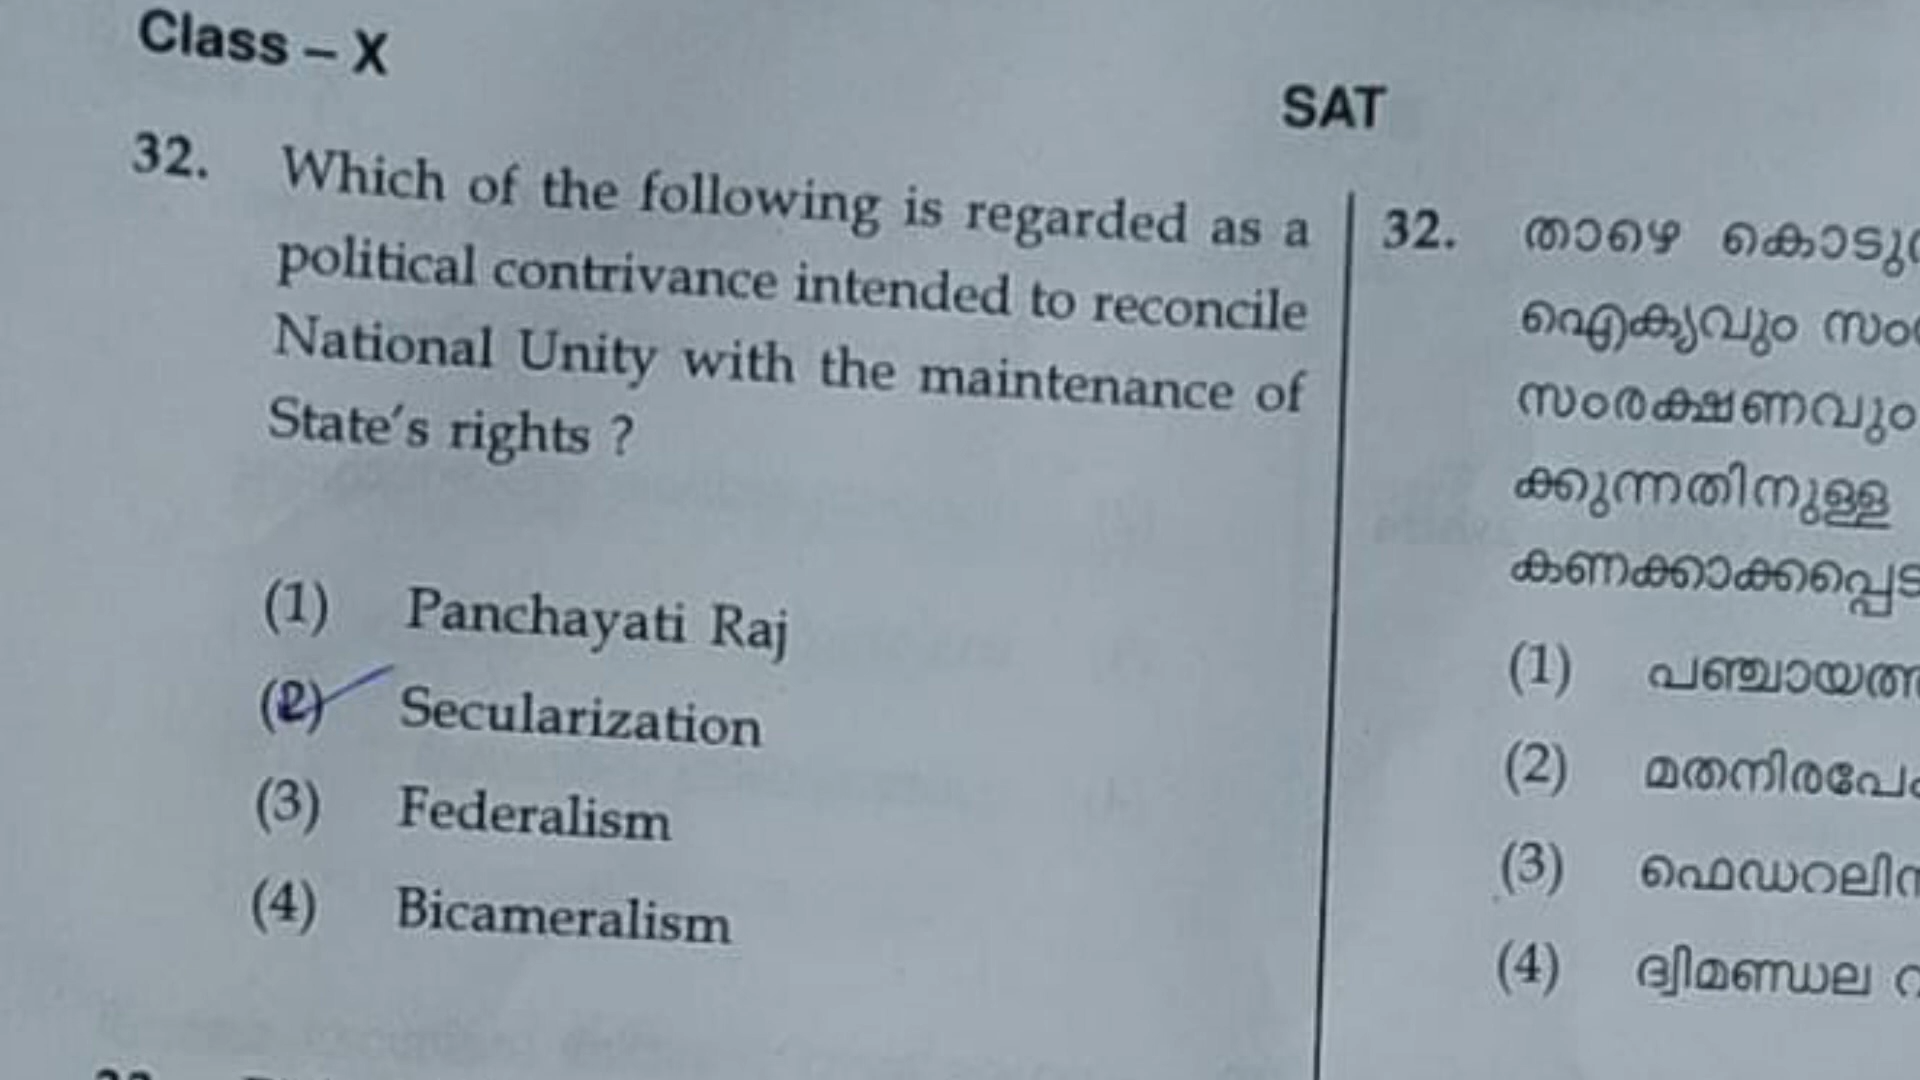 Class – X
SAT
32. Which of the following is regarded as a
political contrivance intended to reconcile
National Unity with the maintenance of
State's rights ?
(1) Panchayati Raj
(2) Secularization
(3) Federalism
(4) Bicameralism
32. താഴെ
ഐക്യവും
സംരക്ഷണവും
ക്കുന്നതിനുള്ള
(1)
(2)
(3)
(4) ദ്വിമണ്ഡല